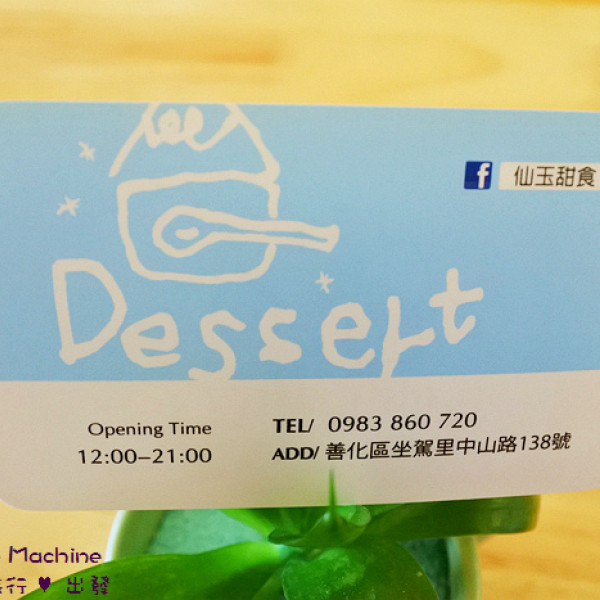 f 仙玉甜食
Dessert
Opening Time
12:00–21:00
TEL/ 0983 860 720
ADD/ 善化區坐駕里中山路138號
Machine
行 ♥ 出發